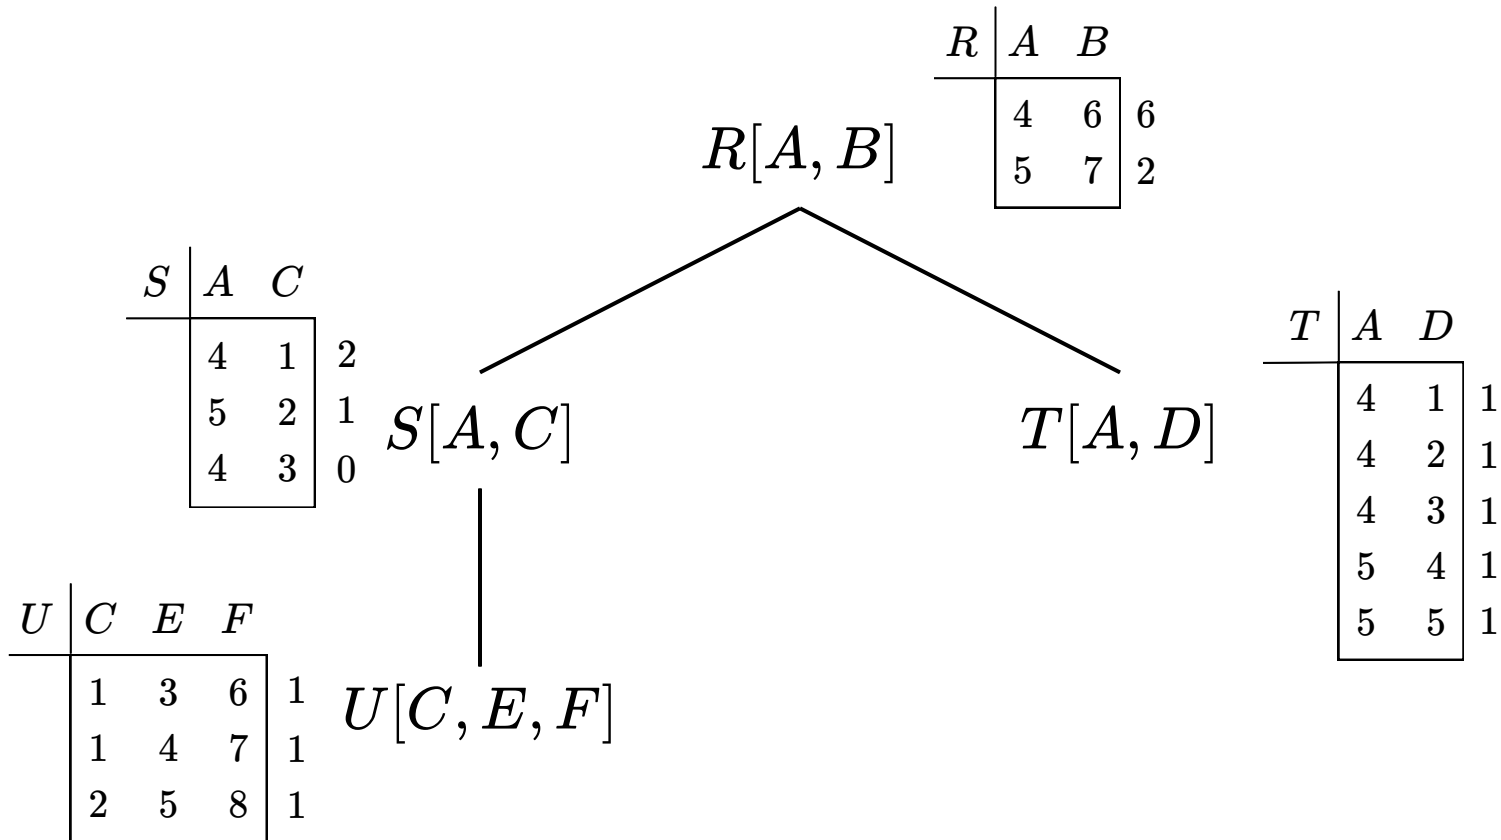 R A B
4 6 6
5 7 2
R[A, B]
S A C
4 1 2
5 2 1
4 3 0
S[A, C]
T[A, D]
T A D
4 1 1
4 2 1
4 3 1
5 4 1
5 5 1
U C E F
1 3 6 1
1 4 7 1
2 5 8 1
U[C, E, F]